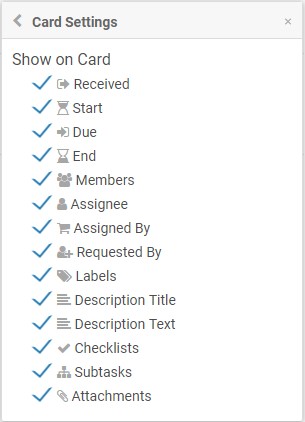 Card Settings ×
Show on Card
Received
Start
Due
End
Members
Assignee
Assigned By
Requested By
Labels
Description Title
Description Text
Checklists
Subtasks
Attachments